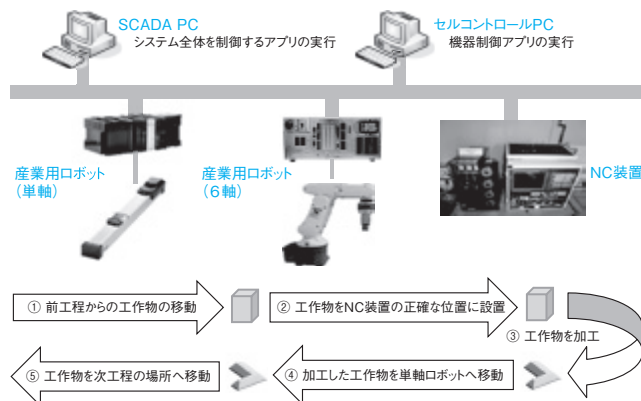 SCADA PC
システム全体を制御するアプリの実行
セルコントロールPC
機器制御アプリの実行
産業用ロボット
（単軸）
産業用ロボット
（6軸）
NC装置
① 前工程からの工作物の移動
② 工作物をNC装置の正確な位置に設置
③ 工作物を加工
④ 加工した工作物を単軸ロボットへ移動
⑤ 工作物を次工程の場所へ移動